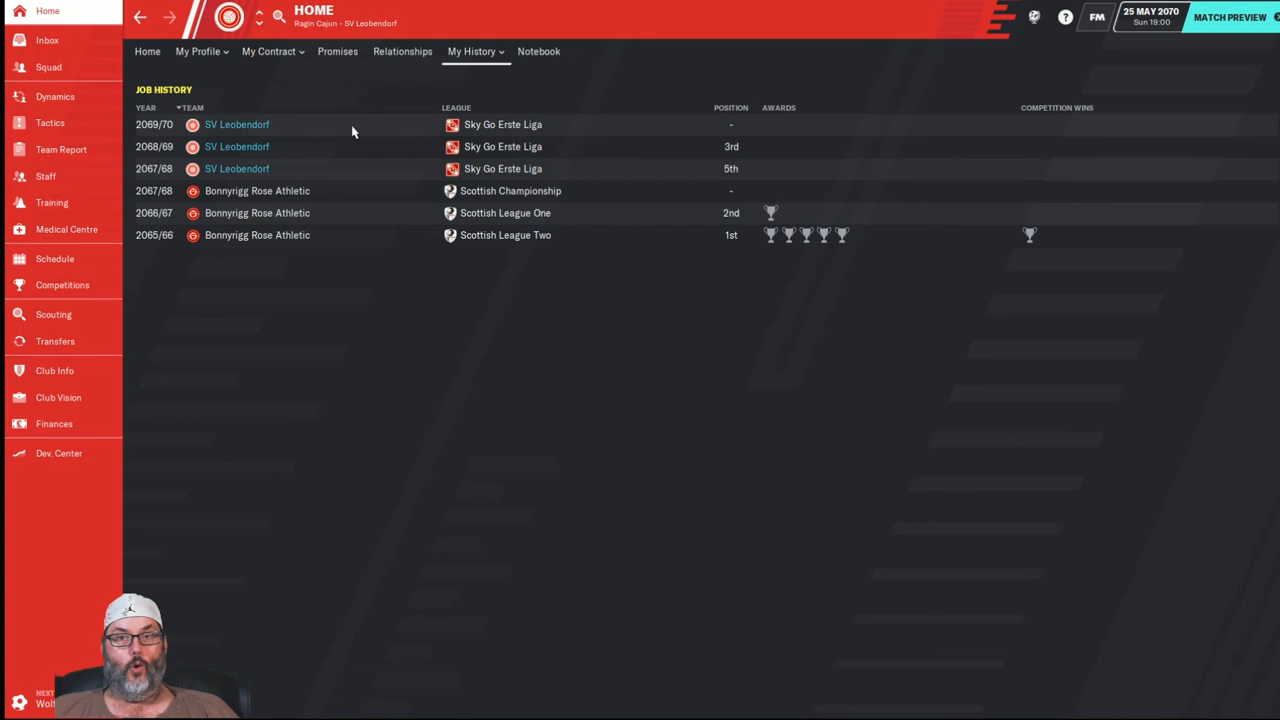 Home
HOME
Ragin Cajun - SV Leobendorf
FM
25 MAY 2070
Sun 19:00
MATCH PREVIEW
Inbox
Squad
Dynamics
Tactics
Team Report
Staff
Training
Medical Centre
Schedule
Competitions
Scouting
Transfers
Club Info
Club Vision
Finances
Dev. Center
NEXT
Home My Profile My Contract Promises Relationships My History Notebook
JOB HISTORY
YEAR TEAM LEAGUE POSITION AWARDS COMPETITION WINS
2069/70 SV Leobendorf Sky Go Erste Liga -
2068/69 SV Leobendorf Sky Go Erste Liga 3rd
2067/68 SV Leobendorf Sky Go Erste Liga 5th
2067/68 Bonnyrigg Rose Athletic Scottish Championship -
2066/67 Bonnyrigg Rose Athletic Scottish League One 2nd
2065/66 Bonnyrigg Rose Athletic Scottish League Two 1st